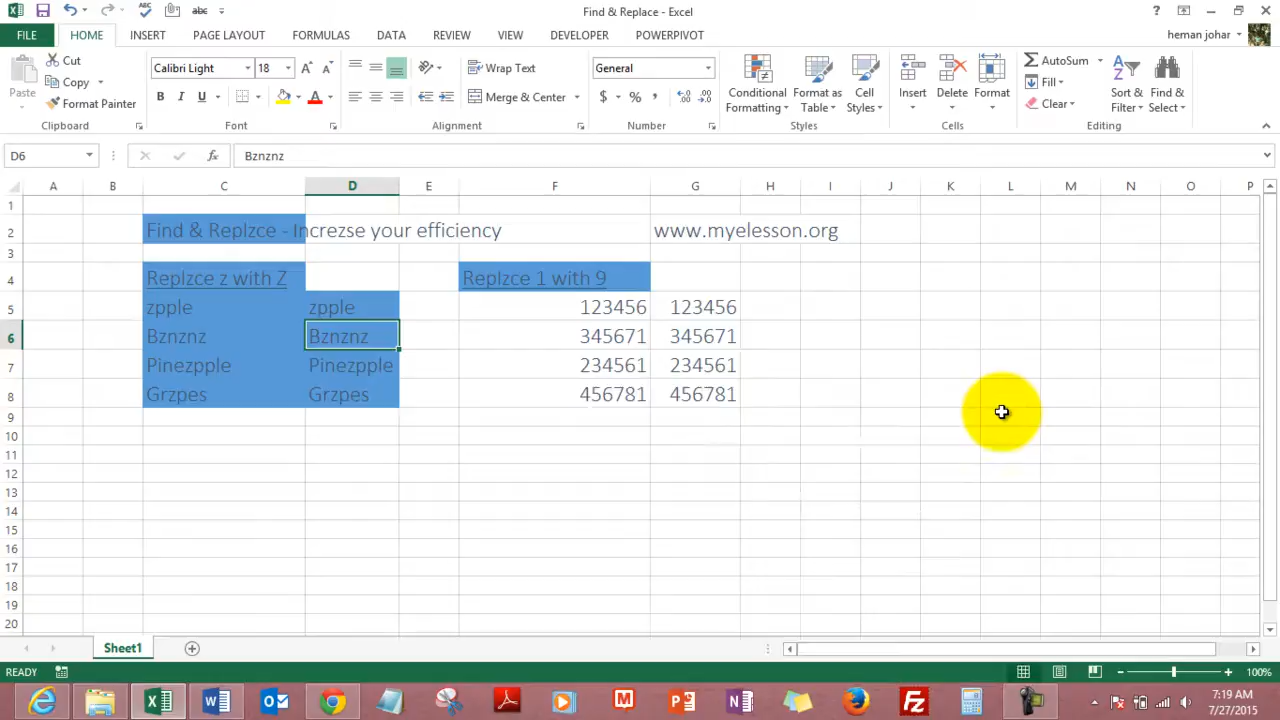 Find & Replace - Excel
FILE HOME INSERT PAGE LAYOUT FORMULAS DATA REVIEW VIEW DEVELOPER POWERPIVOT heman johar
Cut
Copy
Format Painter
Paste
Clipboard
Calibri Light 18
B I U
Font
Wrap Text
Merge & Center
Alignment
General
$ % ,
Number
Conditional Formatting
Format as Table
Cell Styles
Styles
Insert Delete Format
Cells
AutoSum
Fill
Clear
Sort & Filter
Find & Select
Editing
D6 fx Bznznz
A B C D E F G H I J K L M N O P
1
2 Find & Replzce - Increzse your efficiency www.myelesson.org
3
4 Replzce z with Z Replzce 1 with 9
5 zpple zpple 123456 123456
6 Bznznz Bznznz 345671 345671
7 Pinezpple Pinezpple 234561 234561
8 Grzpes Grzpes 456781 456781
9
10
11
12
13
14
15
16
17
18
19
20
Sheet1
READY 100%
7:19 AM
7/27/2015